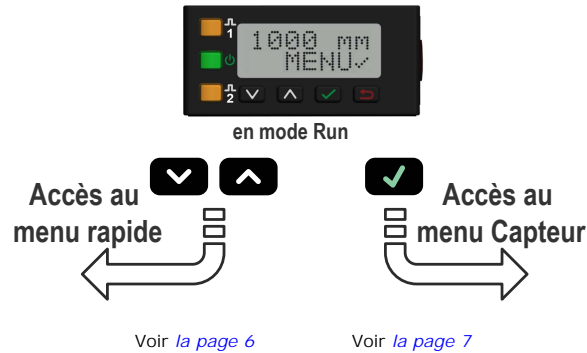 1
1000 mm
MENU✓
2
en mode Run
Accès au
menu rapide
Accès au
menu Capteur
Voir la page 6
Voir la page 7